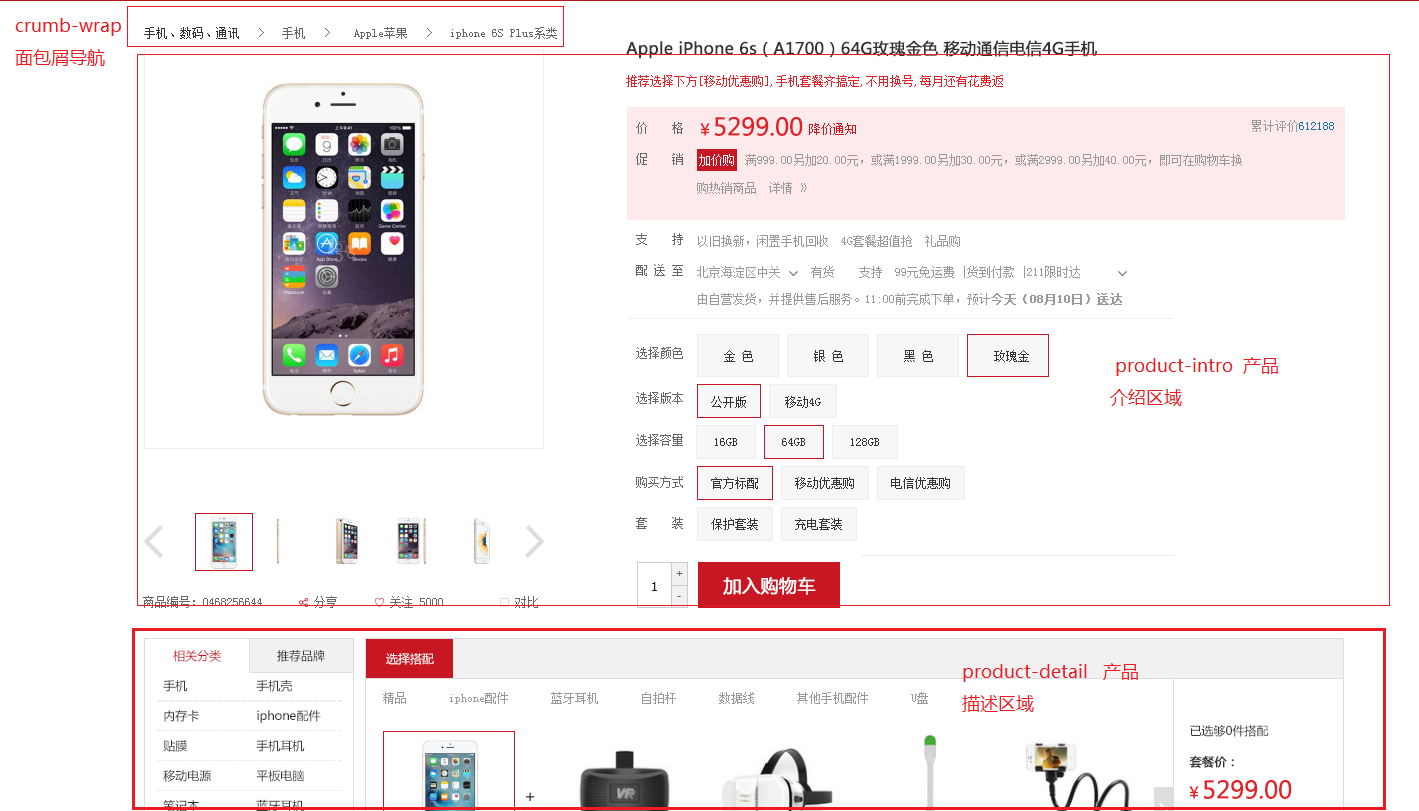 crumb-wrap
面包屑导航
手机、数码、通讯 > 手机 > Apple苹果 > iphone 6S Plus系类
Apple iPhone 6s（A1700）64G玫瑰金色 移动通信电信4G手机
推荐选择下方[移动优惠购],手机套餐齐搞定,不用换号,每月还有花费返
价 格 ￥5299.00 降价通知 累计评价612188
促 销 加价购 满999.00另加20.00元，或满1999.00另加30.00元，或满2999.00另加40.00元，即可在购物车换
购热销商品 详情 》
支 持 以旧换新，闲置手机回收 4G套餐超值抢 礼品购
配 送 至 北京海淀区中关 有货 支持 99元免运费 |货到付款 |211限时达
由自营发货，并提供售后服务。11:00前完成下单，预计今天（08月10日）送达
选择颜色 金 色 银 色 黑 色 玫瑰金
product-intro 产品
介绍区域
选择版本 公开版 移动4G
选择容量 16GB 64GB 128GB
购买方式 官方标配 移动优惠购 电信优惠购
套 装 保护套装 充电套装
1 + - 加入购物车
商品编号：0468256644 分享 关注 5000 对比
相关分类 推荐品牌
手机 手机壳
内存卡 iphone配件
贴膜 手机耳机
移动电源 平板电脑
笔记本 蓝牙耳机
选择搭配
product-detail 产品
描述区域
精品 iphone配件 蓝牙耳机 自拍杆 数据线 其他手机配件 U盘
+
VR
已选够0件搭配
套餐价：
￥5299.00